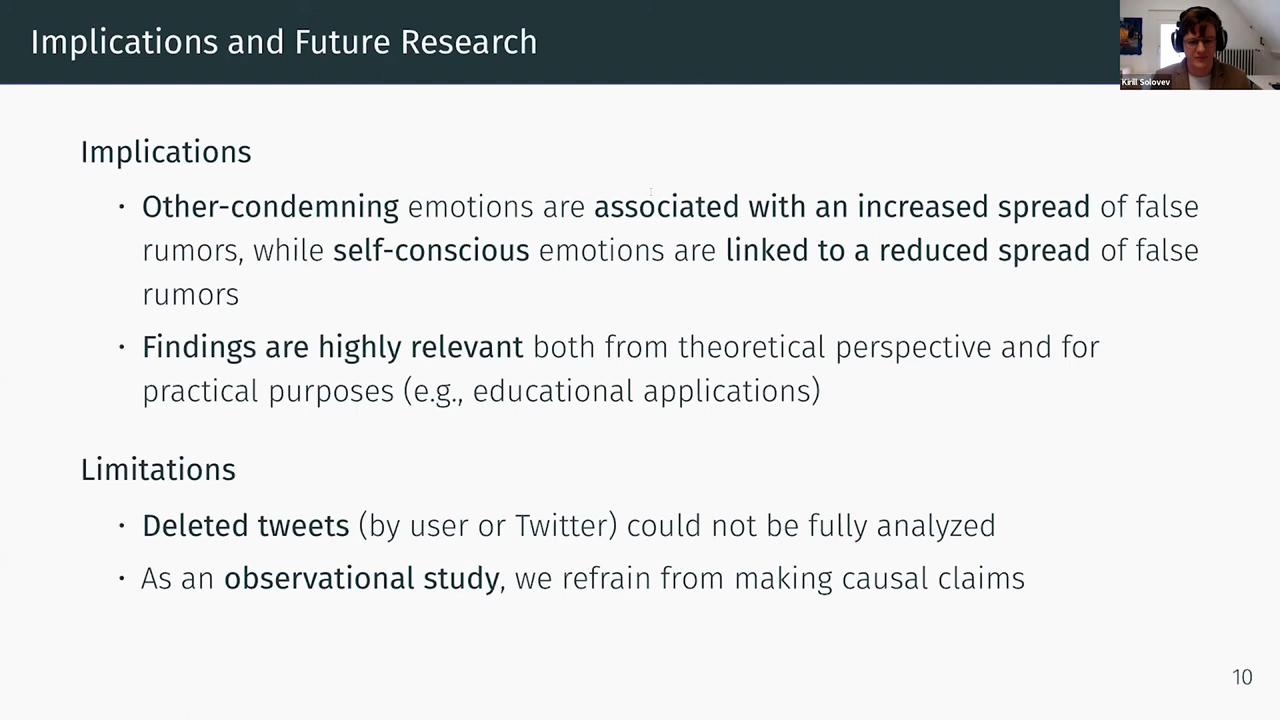 Implications and Future Research
Kirill Solovev
Implications
• Other-condemning emotions are associated with an increased spread of false
rumors, while self-conscious emotions are linked to a reduced spread of false
rumors
• Findings are highly relevant both from theoretical perspective and for
practical purposes (e.g., educational applications)
Limitations
• Deleted tweets (by user or Twitter) could not be fully analyzed
• As an observational study, we refrain from making causal claims
10